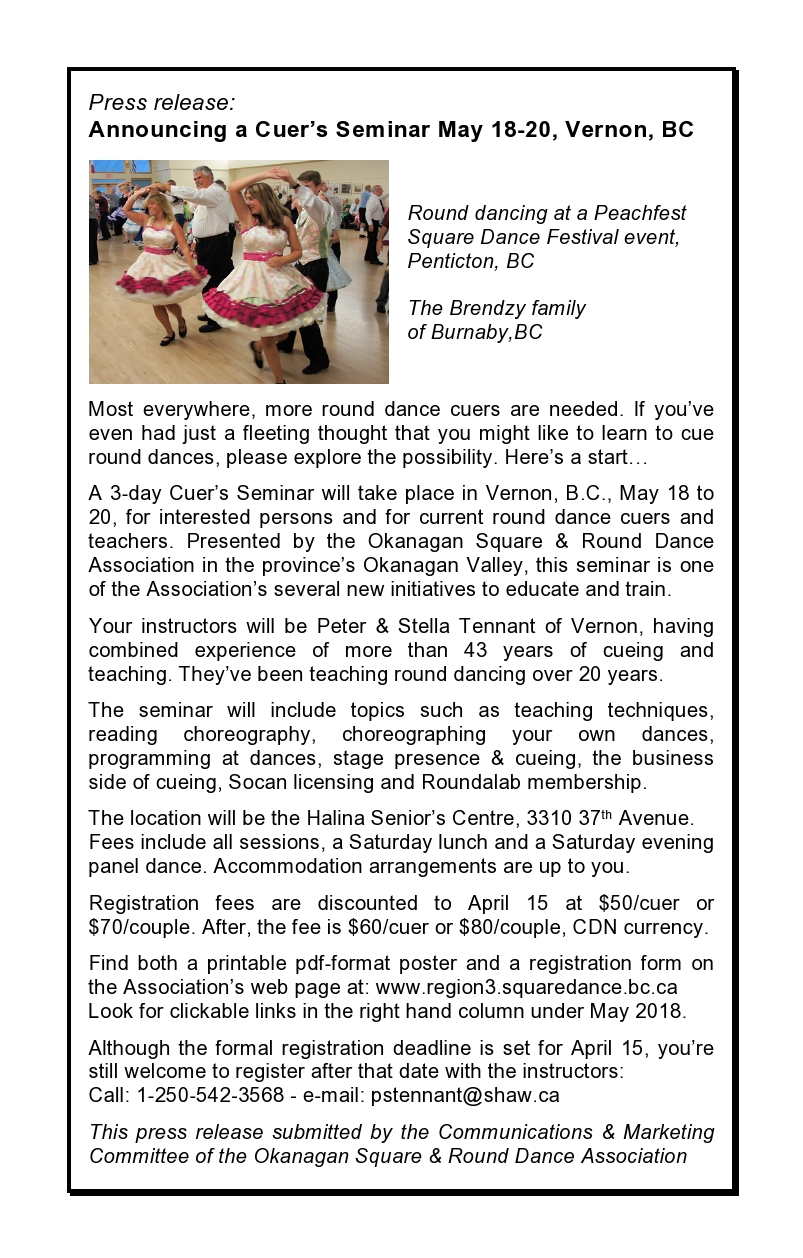 Press release:
Announcing a Cuer's Seminar May 18-20, Vernon, BC
Round dancing at a Peachfest
Square Dance Festival event,
Penticton, BC
The Brendzy family
of Burnaby,BC
Most everywhere, more round dance cuers are needed. If you've
even had just a fleeting thought that you might like to learn to cue
round dances, please explore the possibility. Here's a start…
A 3-day Cuer's Seminar will take place in Vernon, B.C., May 18 to
20, for interested persons and for current round dance cuers and
teachers. Presented by the Okanagan Square & Round Dance
Association in the province's Okanagan Valley, this seminar is one
of the Association's several new initiatives to educate and train.
Your instructors will be Peter & Stella Tennant of Vernon, having
combined experience of more than 43 years of cueing and
teaching. They've been teaching round dancing over 20 years.
The seminar will include topics such as teaching techniques,
reading choreography, choreographing your own dances,
programming at dances, stage presence & cueing, the business
side of cueing, Socan licensing and Roundalab membership.
The location will be the Halina Senior's Centre, 3310 37th Avenue.
Fees include all sessions, a Saturday lunch and a Saturday evening
panel dance. Accommodation arrangements are up to you.
Registration fees are discounted to April 15 at $50/cuer or
$70/couple. After, the fee is $60/cuer or $80/couple, CDN currency.
Find both a printable pdf-format poster and a registration form on
the Association's web page at: www.region3.squaredance.bc.ca
Look for clickable links in the right hand column under May 2018.
Although the formal registration deadline is set for April 15, you're
still welcome to register after that date with the instructors:
Call: 1-250-542-3568 - e-mail: pstennant@shaw.ca
This press release submitted by the Communications & Marketing
Committee of the Okanagan Square & Round Dance Association